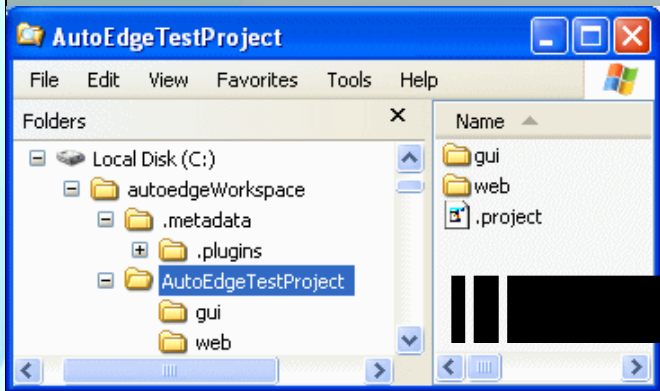 AutoEdgeTestProject
File Edit View Favorites Tools Help
Folders
Name
Local Disk (C:)
autoedgeWorkspace
.metadata
.plugins
AutoEdgeTestProject
gui
web
gui
web
.project